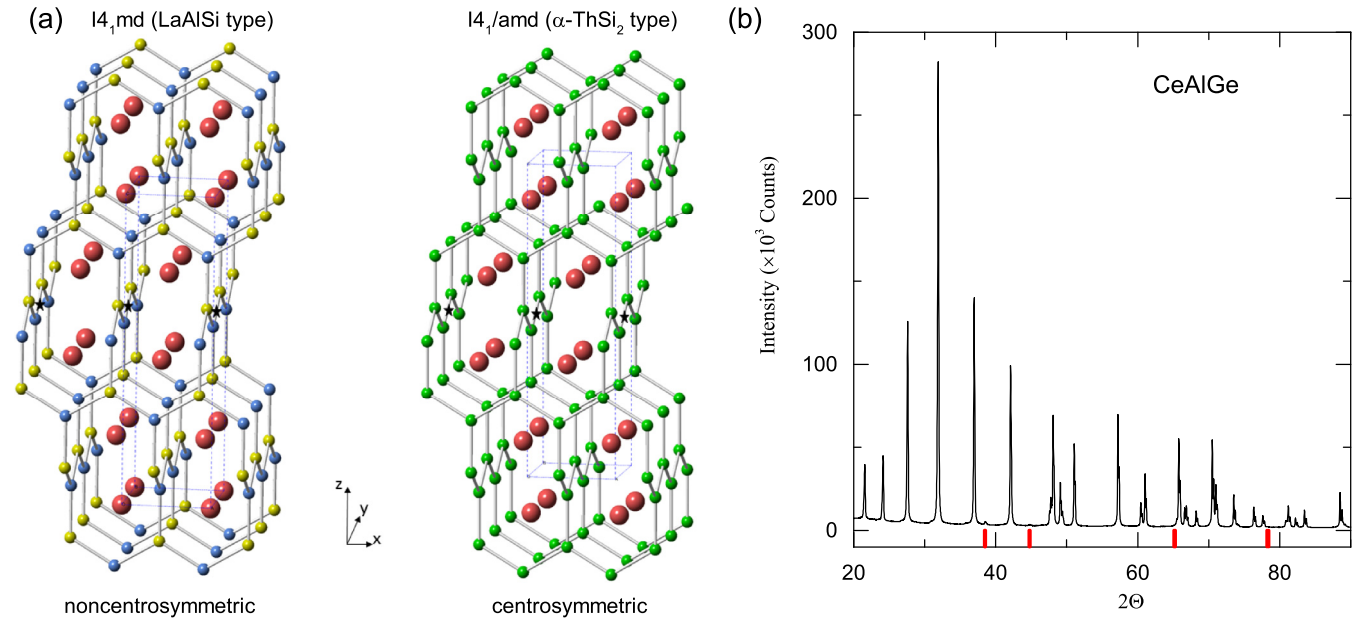 (a)
I4₁md (LaAlSi type)
I4₁/amd (α-ThSi₂ type)
z
y
x
noncentrosymmetric
centrosymmetric
(b)
CeAlGe
Intensity (×10³ Counts)
300
200
100
0
20
40
60
80
2Θ